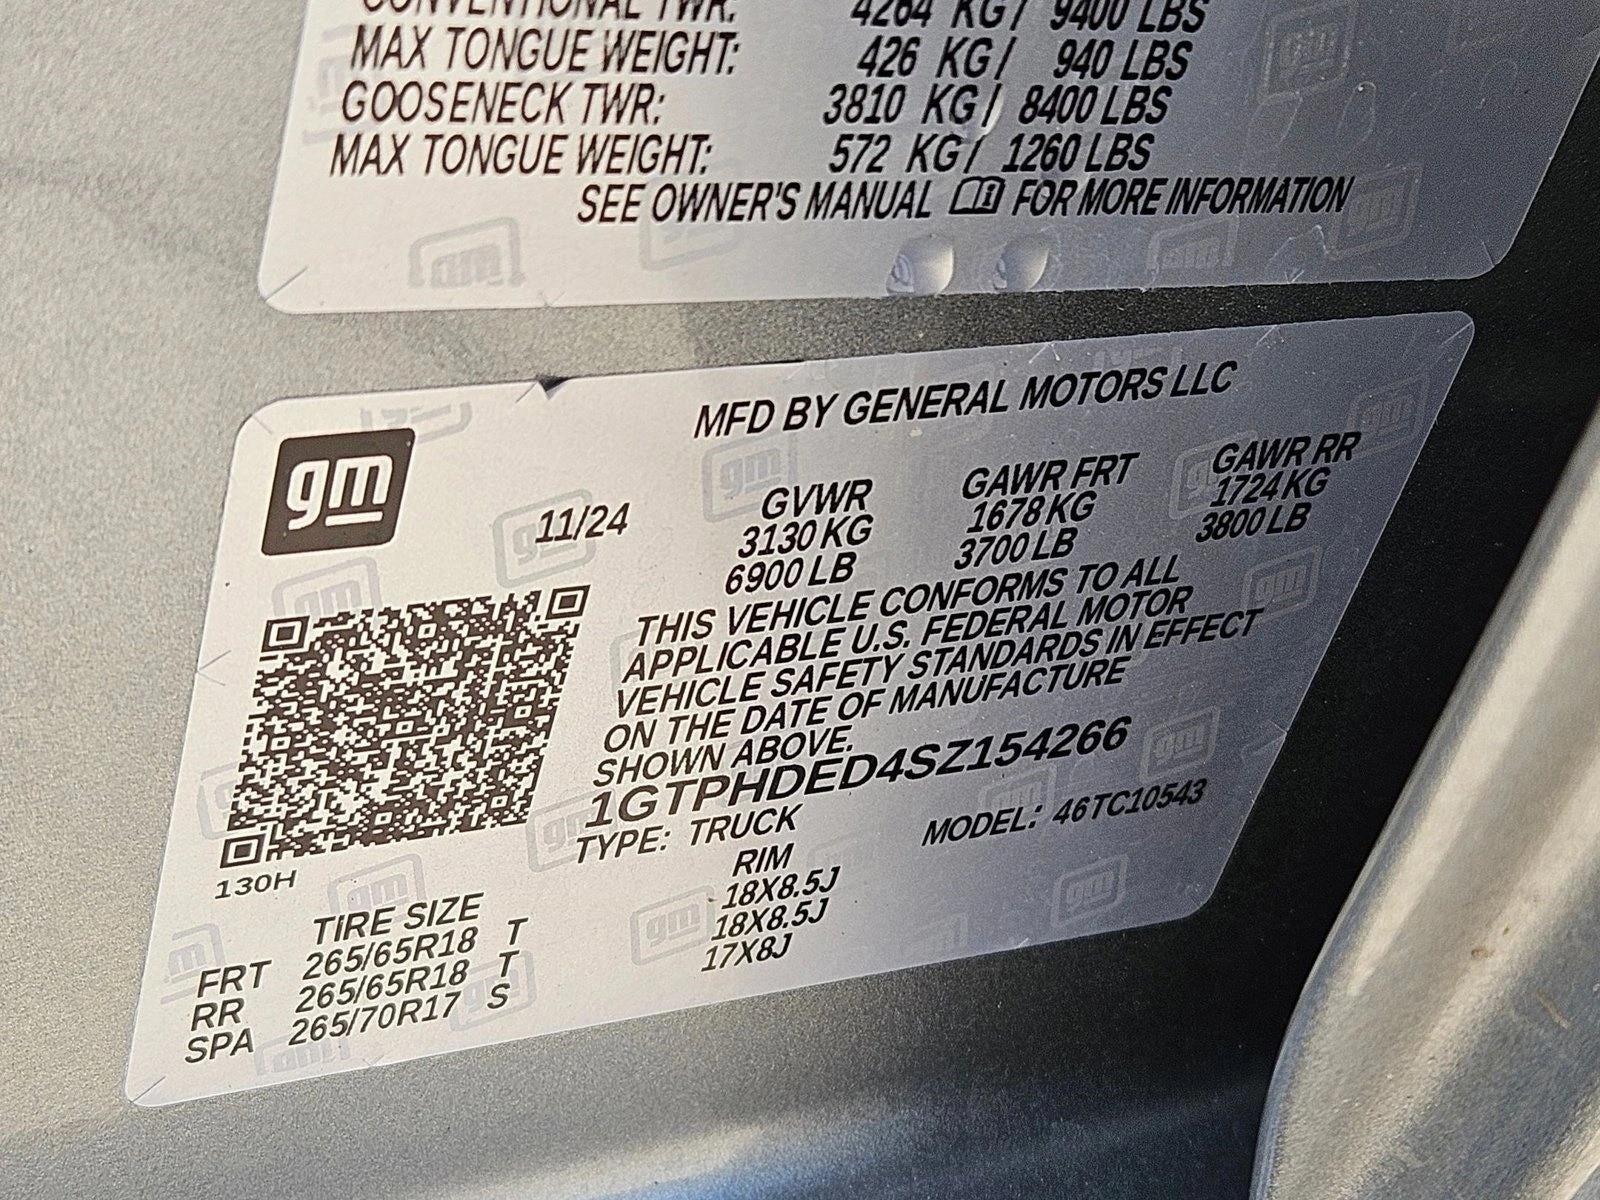 CONVENTIONAL TWR: 4264 KG/ 9400 LBS
MAX TONGUE WEIGHT: 426 KG/ 940 LBS
GOOSENECK TWR: 3810 KG/ 8400 LBS
MAX TONGUE WEIGHT: 572 KG/ 1260 LBS
SEE OWNER'S MANUAL FOR MORE INFORMATION
MFD BY GENERAL MOTORS LLC
gm
11/24
GVWR GAWR FRT GAWR RR
3130 KG 1678 KG 1724 KG
6900 LB 3700 LB 3800 LB
THIS VEHICLE CONFORMS TO ALL
APPLICABLE U.S. FEDERAL MOTOR
VEHICLE SAFETY STANDARDS IN EFFECT
ON THE DATE OF MANUFACTURE
SHOWN ABOVE.
1GTPHDED4SZ154266
TYPE: TRUCK MODEL: 46TC10543
130H
TIRE SIZE RIM
FRT 265/65R18 T 18X8.5J
RR 265/65R18 T 18X8.5J
SPA 265/70R17 S 17X8J